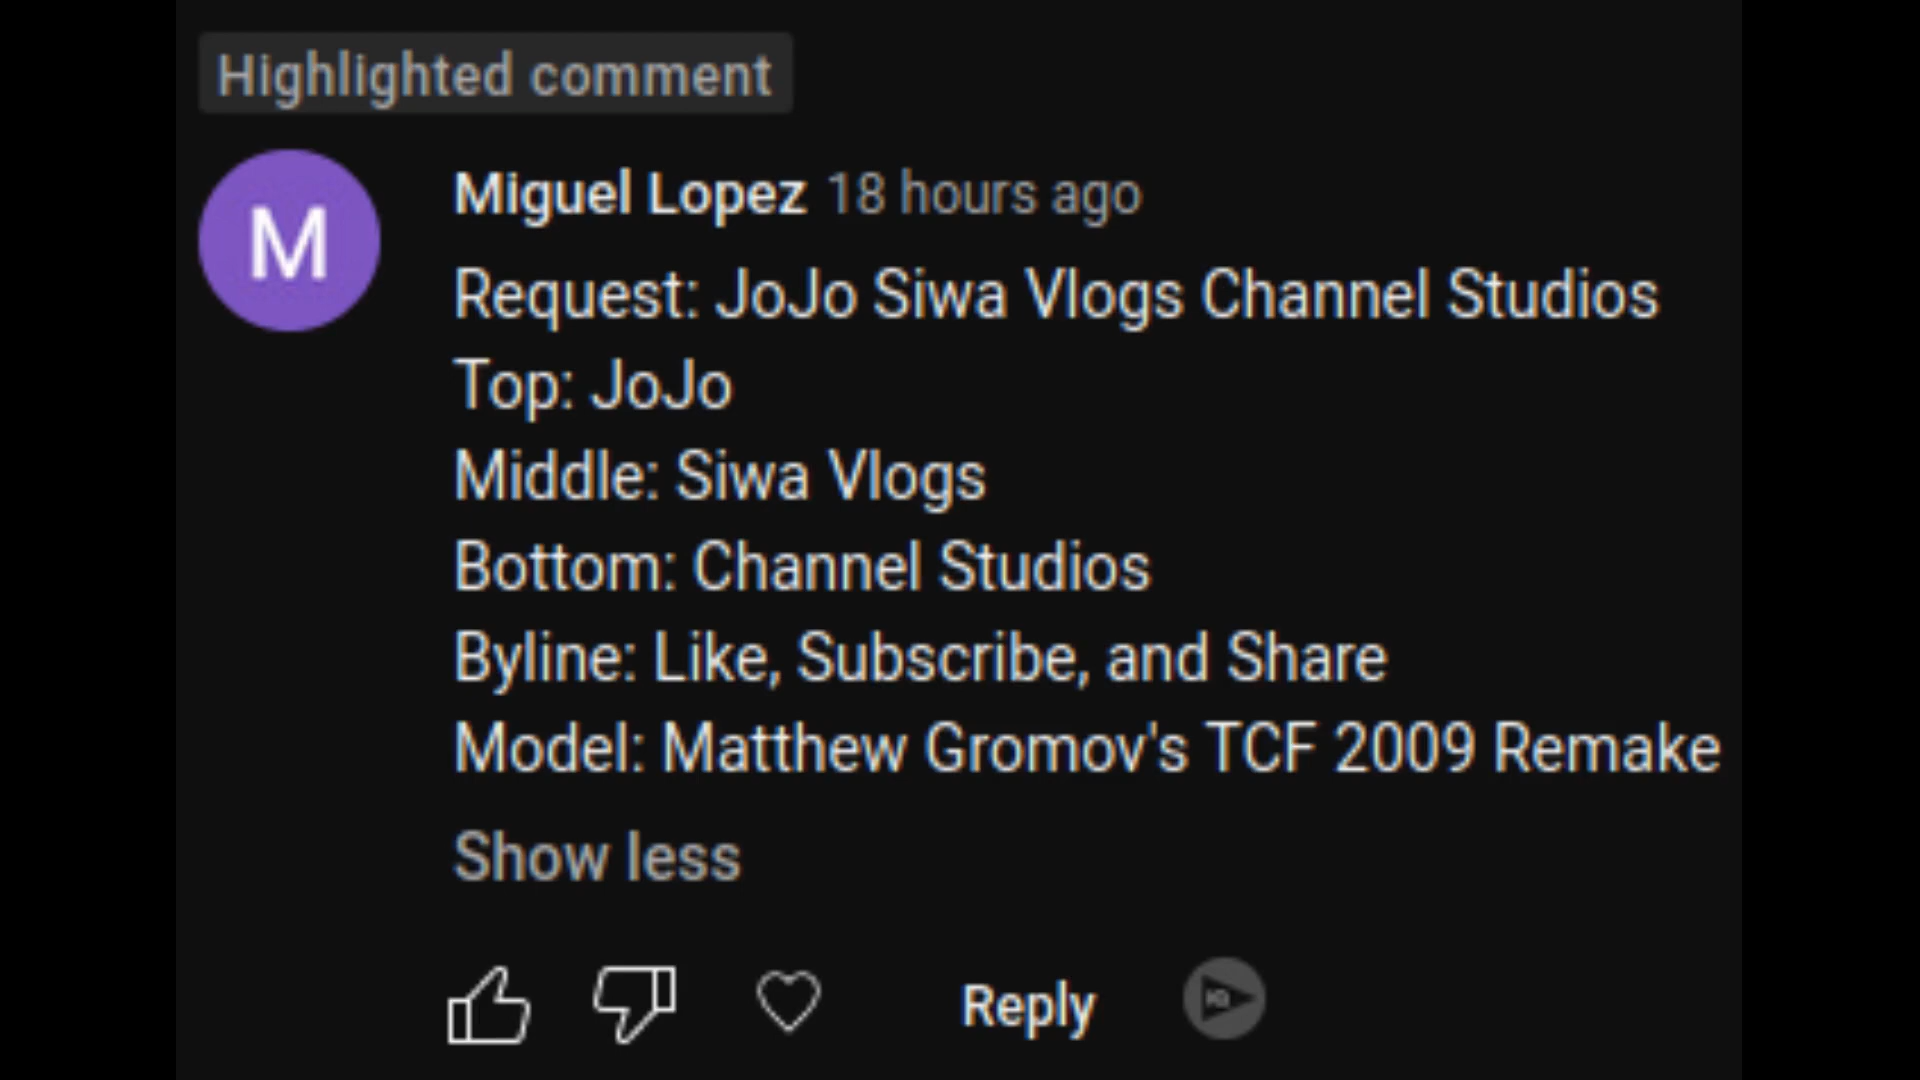 Highlighted comment
M
Miguel Lopez 18 hours ago
Request: JoJo Siwa Vlogs Channel Studios
Top: JoJo
Middle: Siwa Vlogs
Bottom: Channel Studios
Byline: Like, Subscribe, and Share
Model: Matthew Gromov's TCF 2009 Remake
Show less
Reply